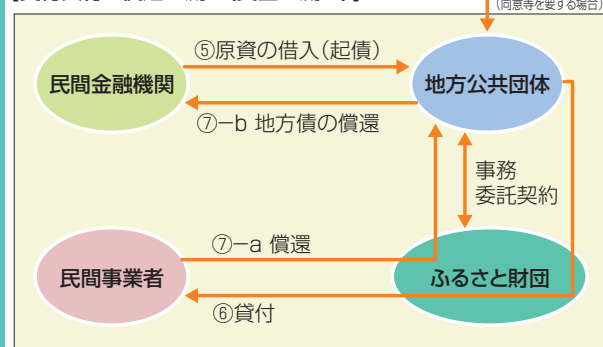 (同意等を要する場合)
⑤原資の借入(起債)
民間金融機関
地方公共団体
⑦−b 地方債の償還
事務
委託契約
⑦−a 償還
民間事業者
ふるさと財団
⑥貸付